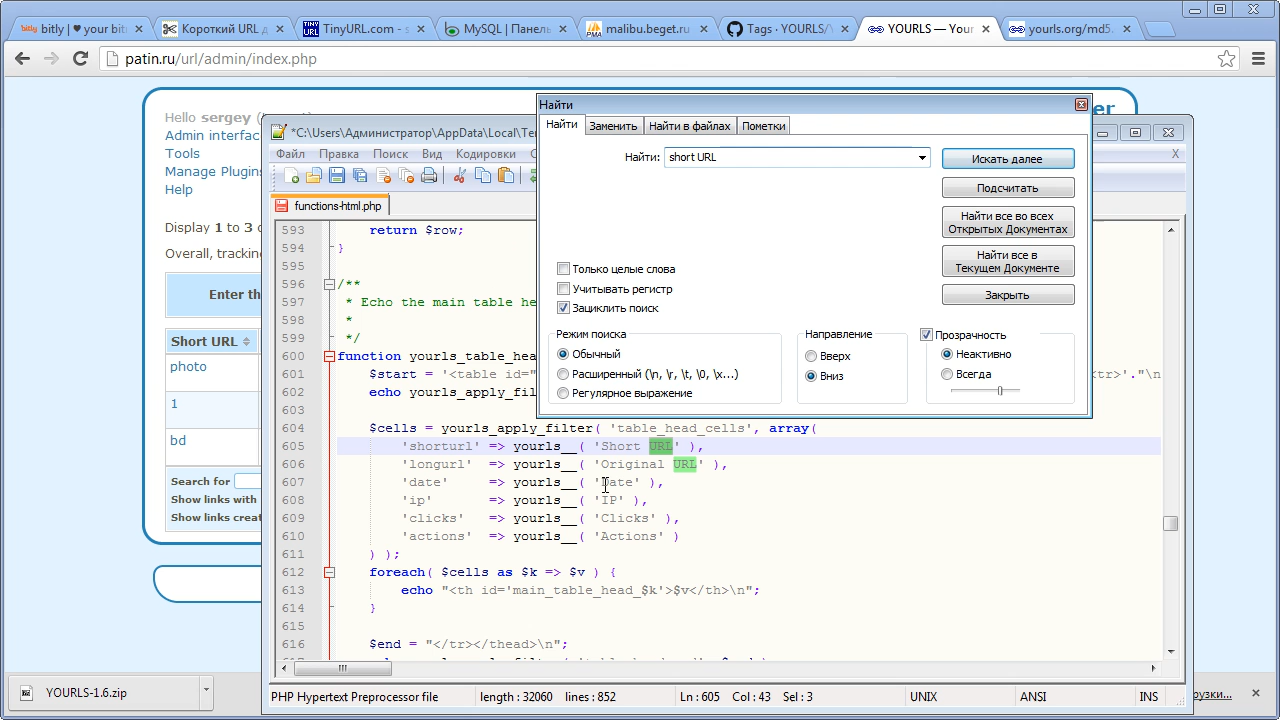 bitly | ♥ your bit
Короткий URL д
TinyURL.com - s
MySQL | Панель
malibu.beget.ru
Tags · YOURLS/Y
YOURLS — Your
yourls.org/md5.
patin.ru/url/admin/index.php
Hello sergey
Admin interfac
Tools
Manage Plugins
Help
Display 1 to 3 o
Overall, tracking
Enter th
Short URL
photo
1
bd
Search for
Show links with
Show links creat
*C:\Users\Администратор\AppData\Local\Te
Файл Правка Поиск Вид Кодировки X
functions-html.php
593 return $row;
594 }
595
596 /**
597 * Echo the main table he
598 *
599 */
600 function yourls_table_hea
601 $start = '<table id=" <tr>'."\n
602 echo yourls_apply_fil
603
604 $cells = yourls_apply_filter( 'table_head_cells', array(
605 'shorturl' => yourls__( 'Short URL' ),
606 'longurl' => yourls__( 'Original URL' ),
607 'date' => yourls__( 'Date' ),
608 'ip' => yourls__( 'IP' ),
609 'clicks' => yourls__( 'Clicks' ),
610 'actions' => yourls__( 'Actions' )
611 ) );
612 foreach( $cells as $k => $v ) {
613 echo "<th id='main_table_head_$k'>$v</th>\n";
614 }
615
616 $end = "</tr></thead>\n";
PHP Hypertext Preprocessor file length : 32060 lines : 852 Ln : 605 Col : 43 Sel : 3 UNIX ANSI INS
Найти
Найти Заменить Найти в файлах Пометки
Найти: short URL
Искать далее
Подсчитать
Найти все во всех
Открытых Документах
Найти все в
Текущем Документе
Закрыть
Только целые слова
Учитывать регистр
Зациклить поиск
Режим поиска
Обычный
Расширенный (\n, \r, \t, \0, \x...)
Регулярное выражение
Направление
Вверх
Вниз
Прозрачность
Неактивно
Всегда
YOURLS-1.6.zip